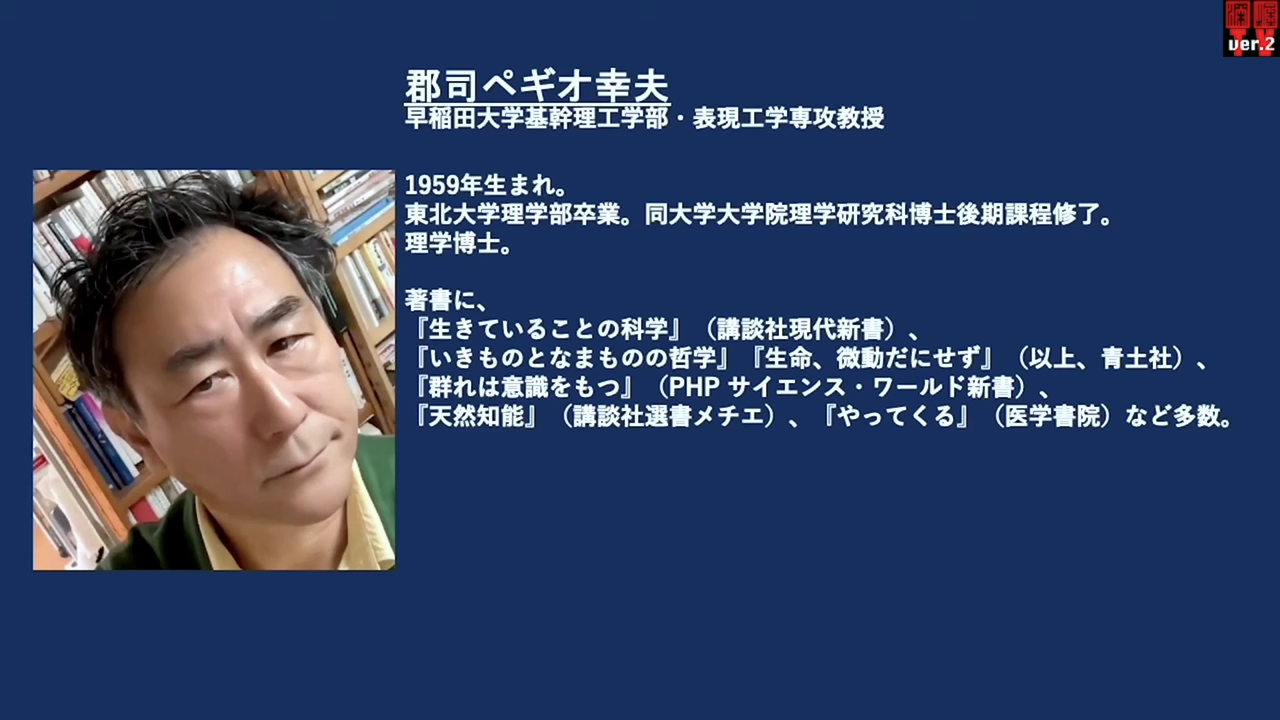 ver.2
郡司ペギオ幸夫
早稲田大学基幹理工学部・表現工学専攻教授
1959年生まれ。
東北大学理学部卒業。同大学大学院理学研究科博士後期課程修了。
理学博士。
著書に、
『生きていることの科学』（講談社現代新書）、
『いきものとなまものの哲学』『生命、微動だにせず』（以上、青土社）、
『群れは意識をもつ』（PHP サイエンス・ワールド新書）、
『天然知能』（講談社選書メチエ）、『やってくる』（医学書院）など多数。